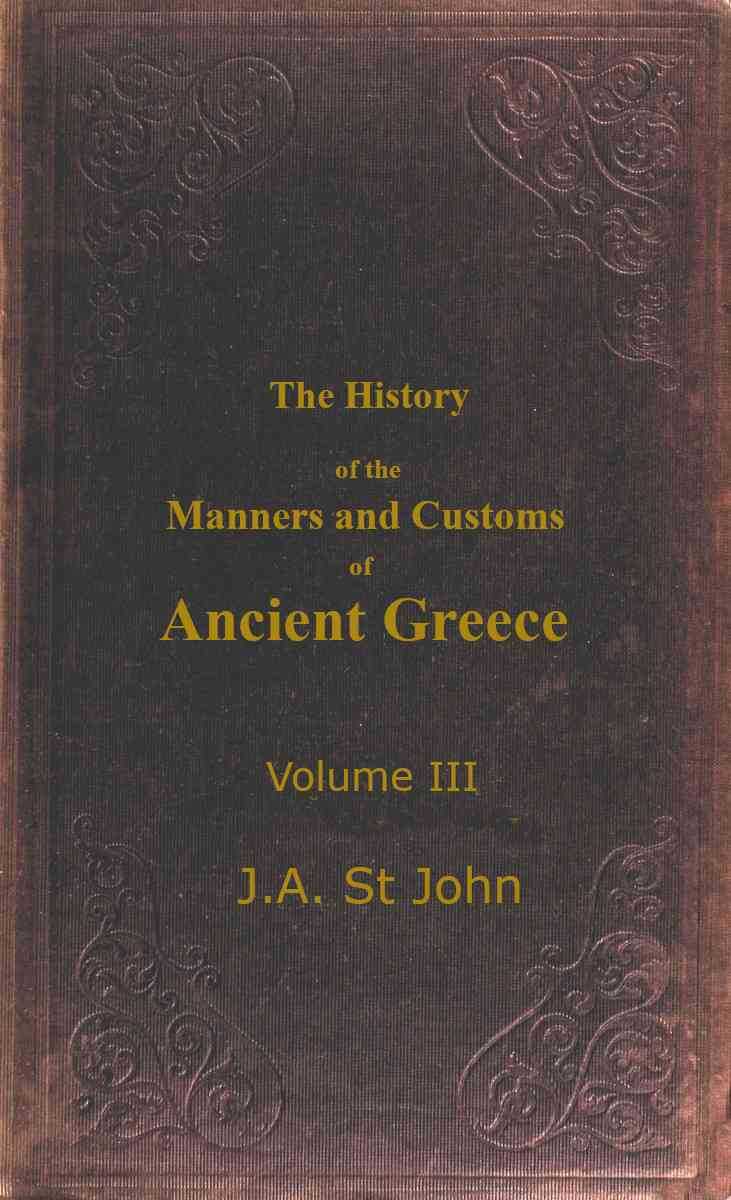 The History
of the
Manners and Customs
of
Ancient Greece
Volume III
J.A. St John